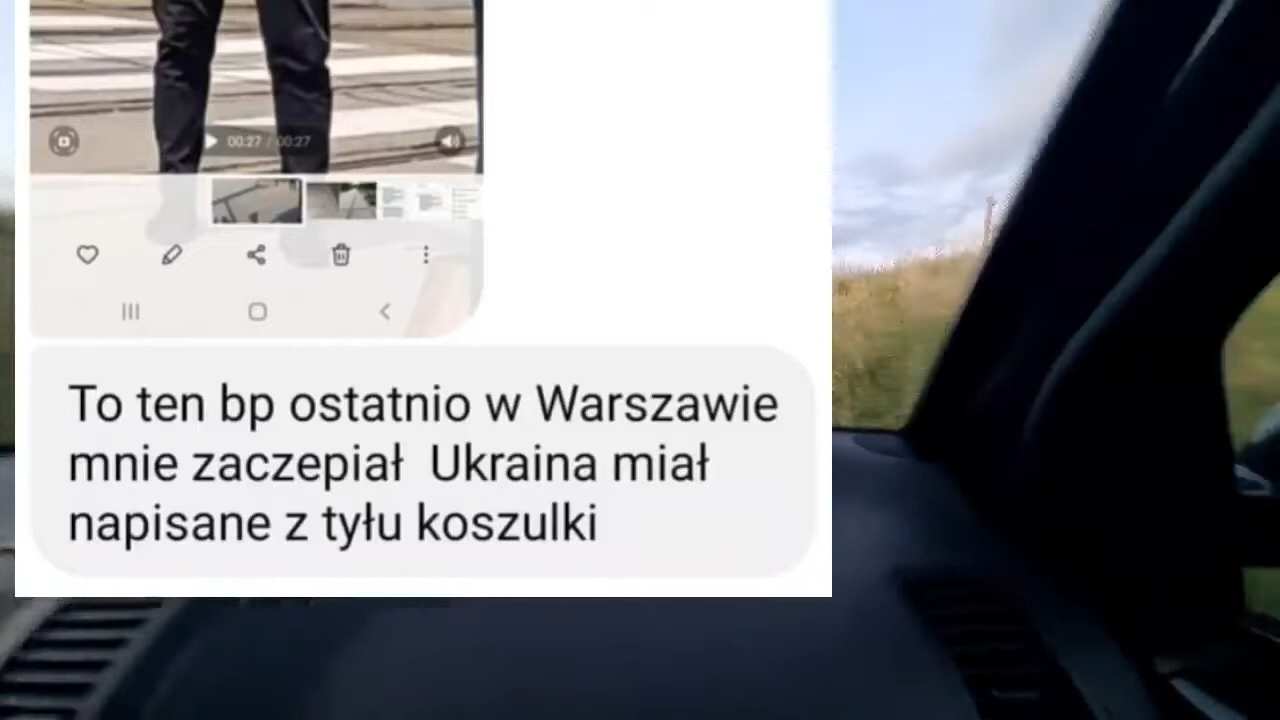 00:27 / 00:27
To ten bp ostatnio w Warszawie
mnie zaczepiał Ukraina miał
napisane z tyłu koszulki